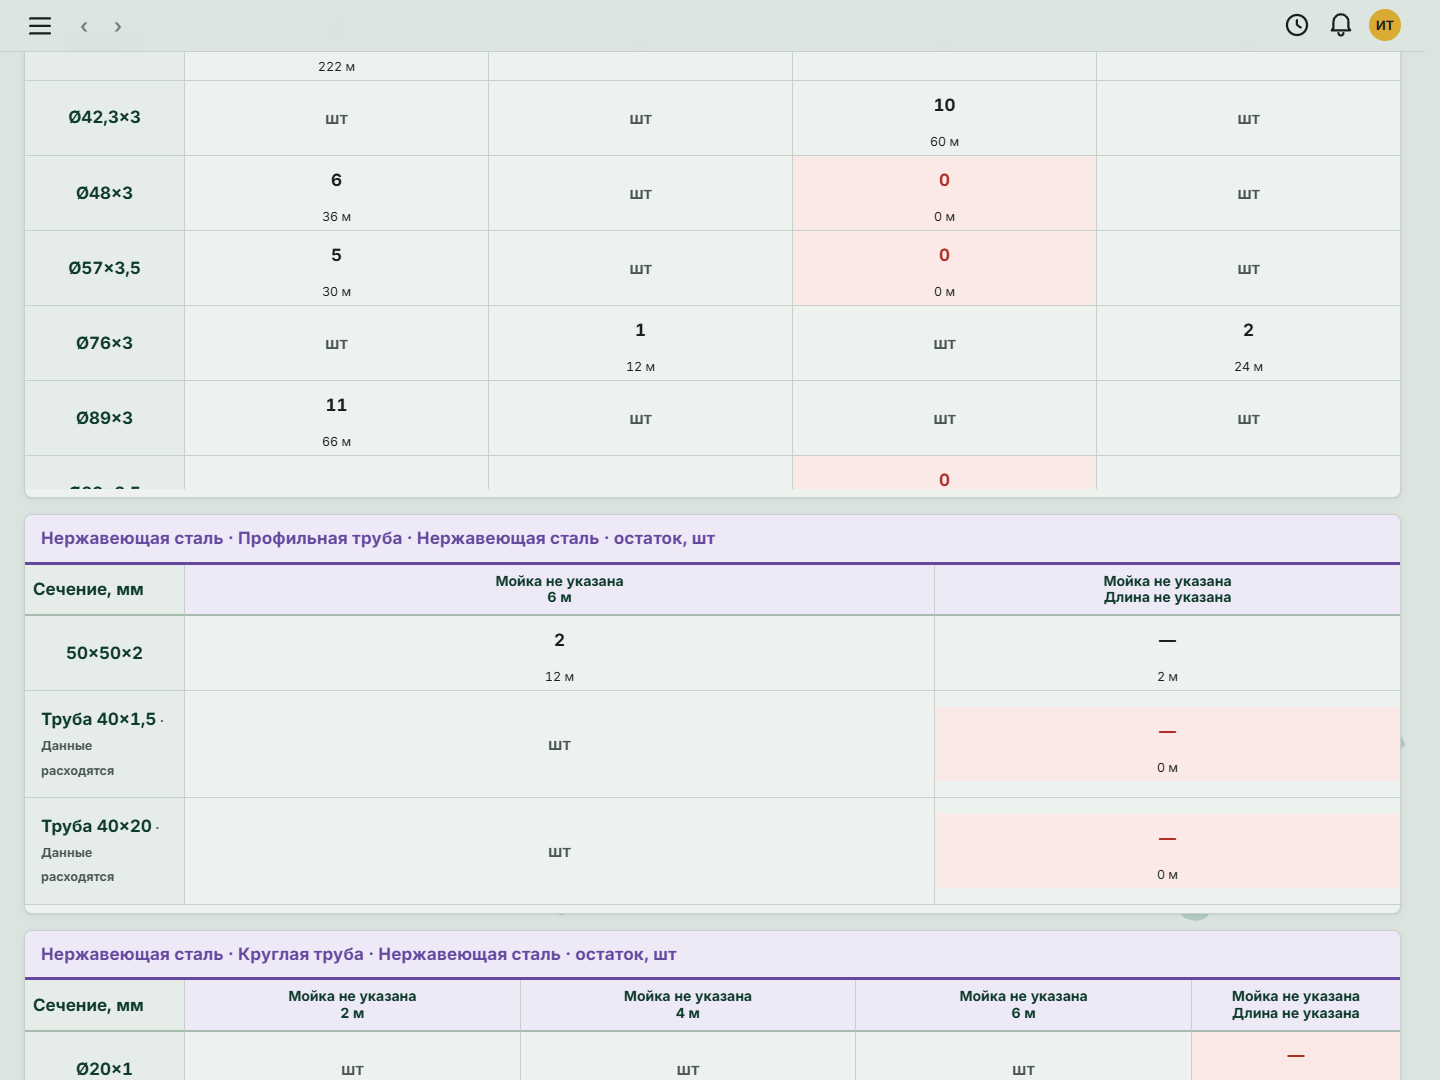 ‹ ›
ИТ
222 м
Ø42,3×3 шт шт 10 шт
60 м
Ø48×3 6 шт 0 шт
36 м 0 м
Ø57×3,5 5 шт 0 шт
30 м 0 м
Ø76×3 шт 1 шт 2
12 м 24 м
Ø89×3 11 шт шт шт
66 м
0
Нержавеющая сталь · Профильная труба · Нержавеющая сталь · остаток, шт
Сечение, мм Мойка не указана Мойка не указана
6 м Длина не указана
50×50×2 2 —
12 м 2 м
Труба 40×1,5 · шт —
Данные
расходятся 0 м
Труба 40×20 · шт —
Данные
расходятся 0 м
Нержавеющая сталь · Круглая труба · Нержавеющая сталь · остаток, шт
Сечение, мм Мойка не указана Мойка не указана Мойка не указана Мойка не указана
2 м 4 м 6 м Длина не указана
Ø20×1 шт шт шт —